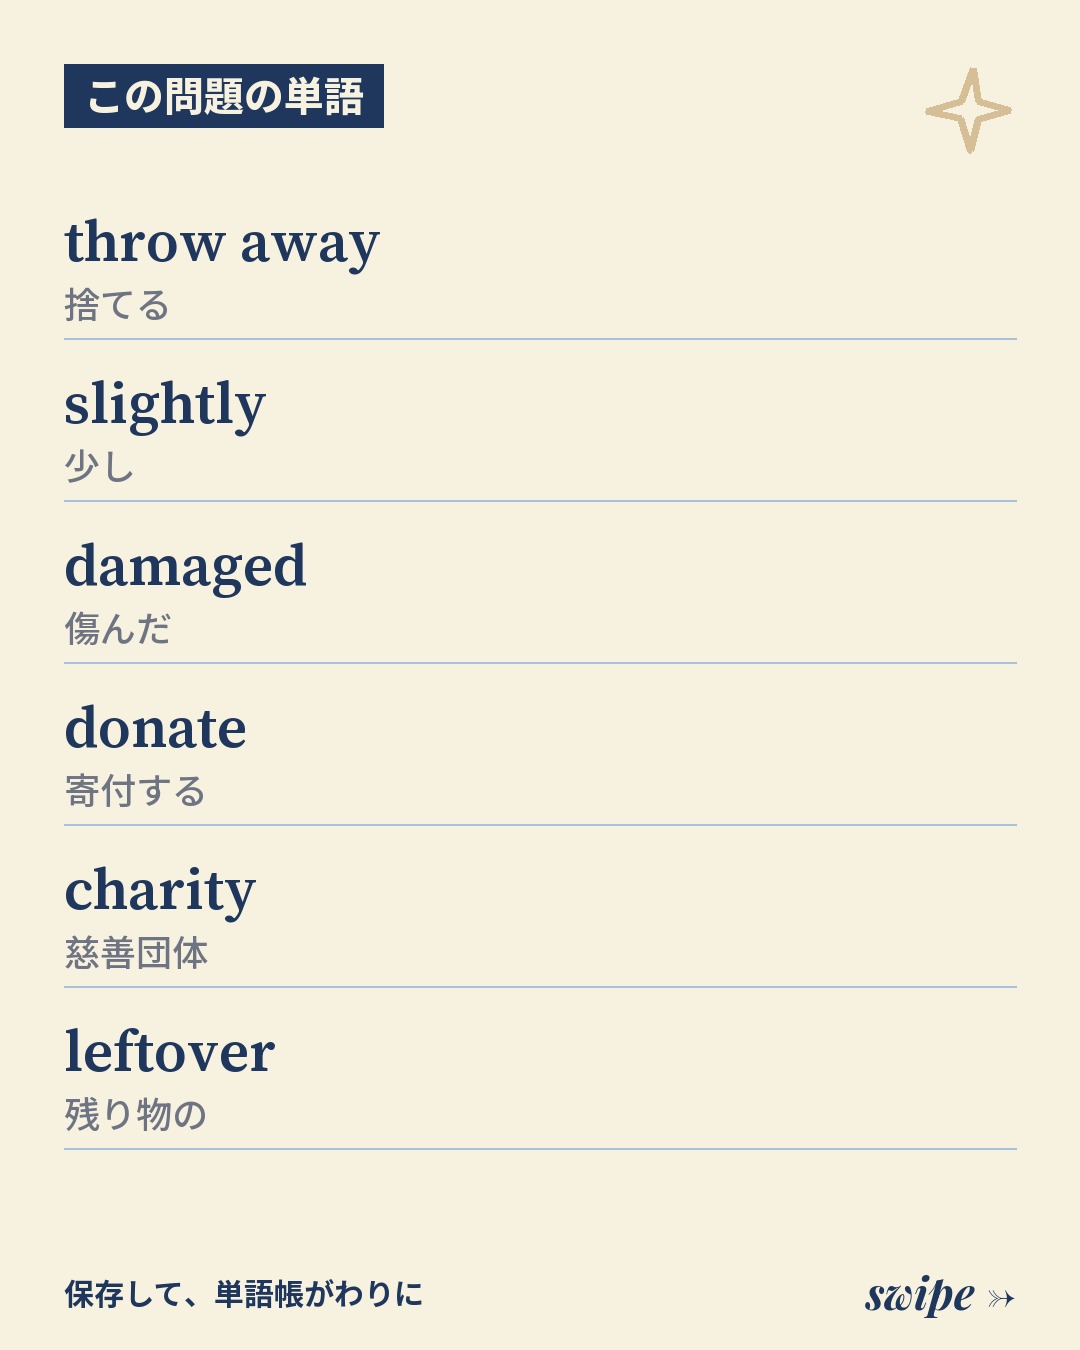 この問題の単語
throw away
捨てる
slightly
少し
damaged
傷んだ
donate
寄付する
charity
慈善団体
leftover
残り物の
保存して、単語帳がわりに
swipe